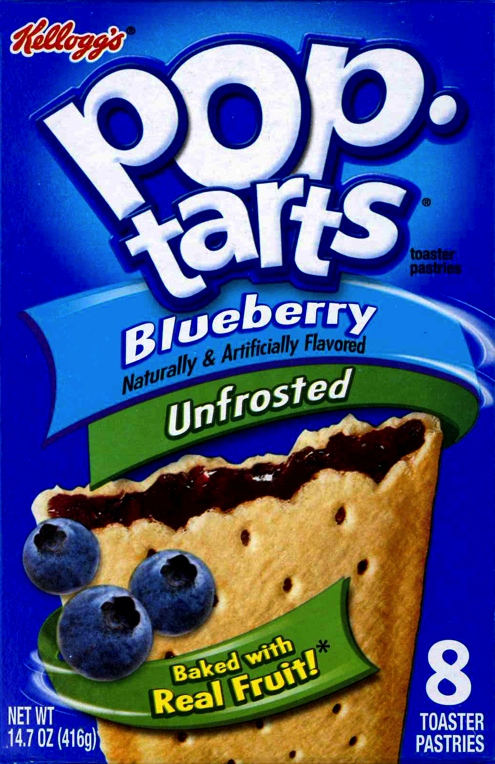 Kellogg's®
pop.
tarts®
toaster
pastries
Blueberry
Naturally & Artificially Flavored
Unfrosted
Baked with
Real Fruit!*
8
TOASTER
PASTRIES
NET WT
14.7 OZ (416g)